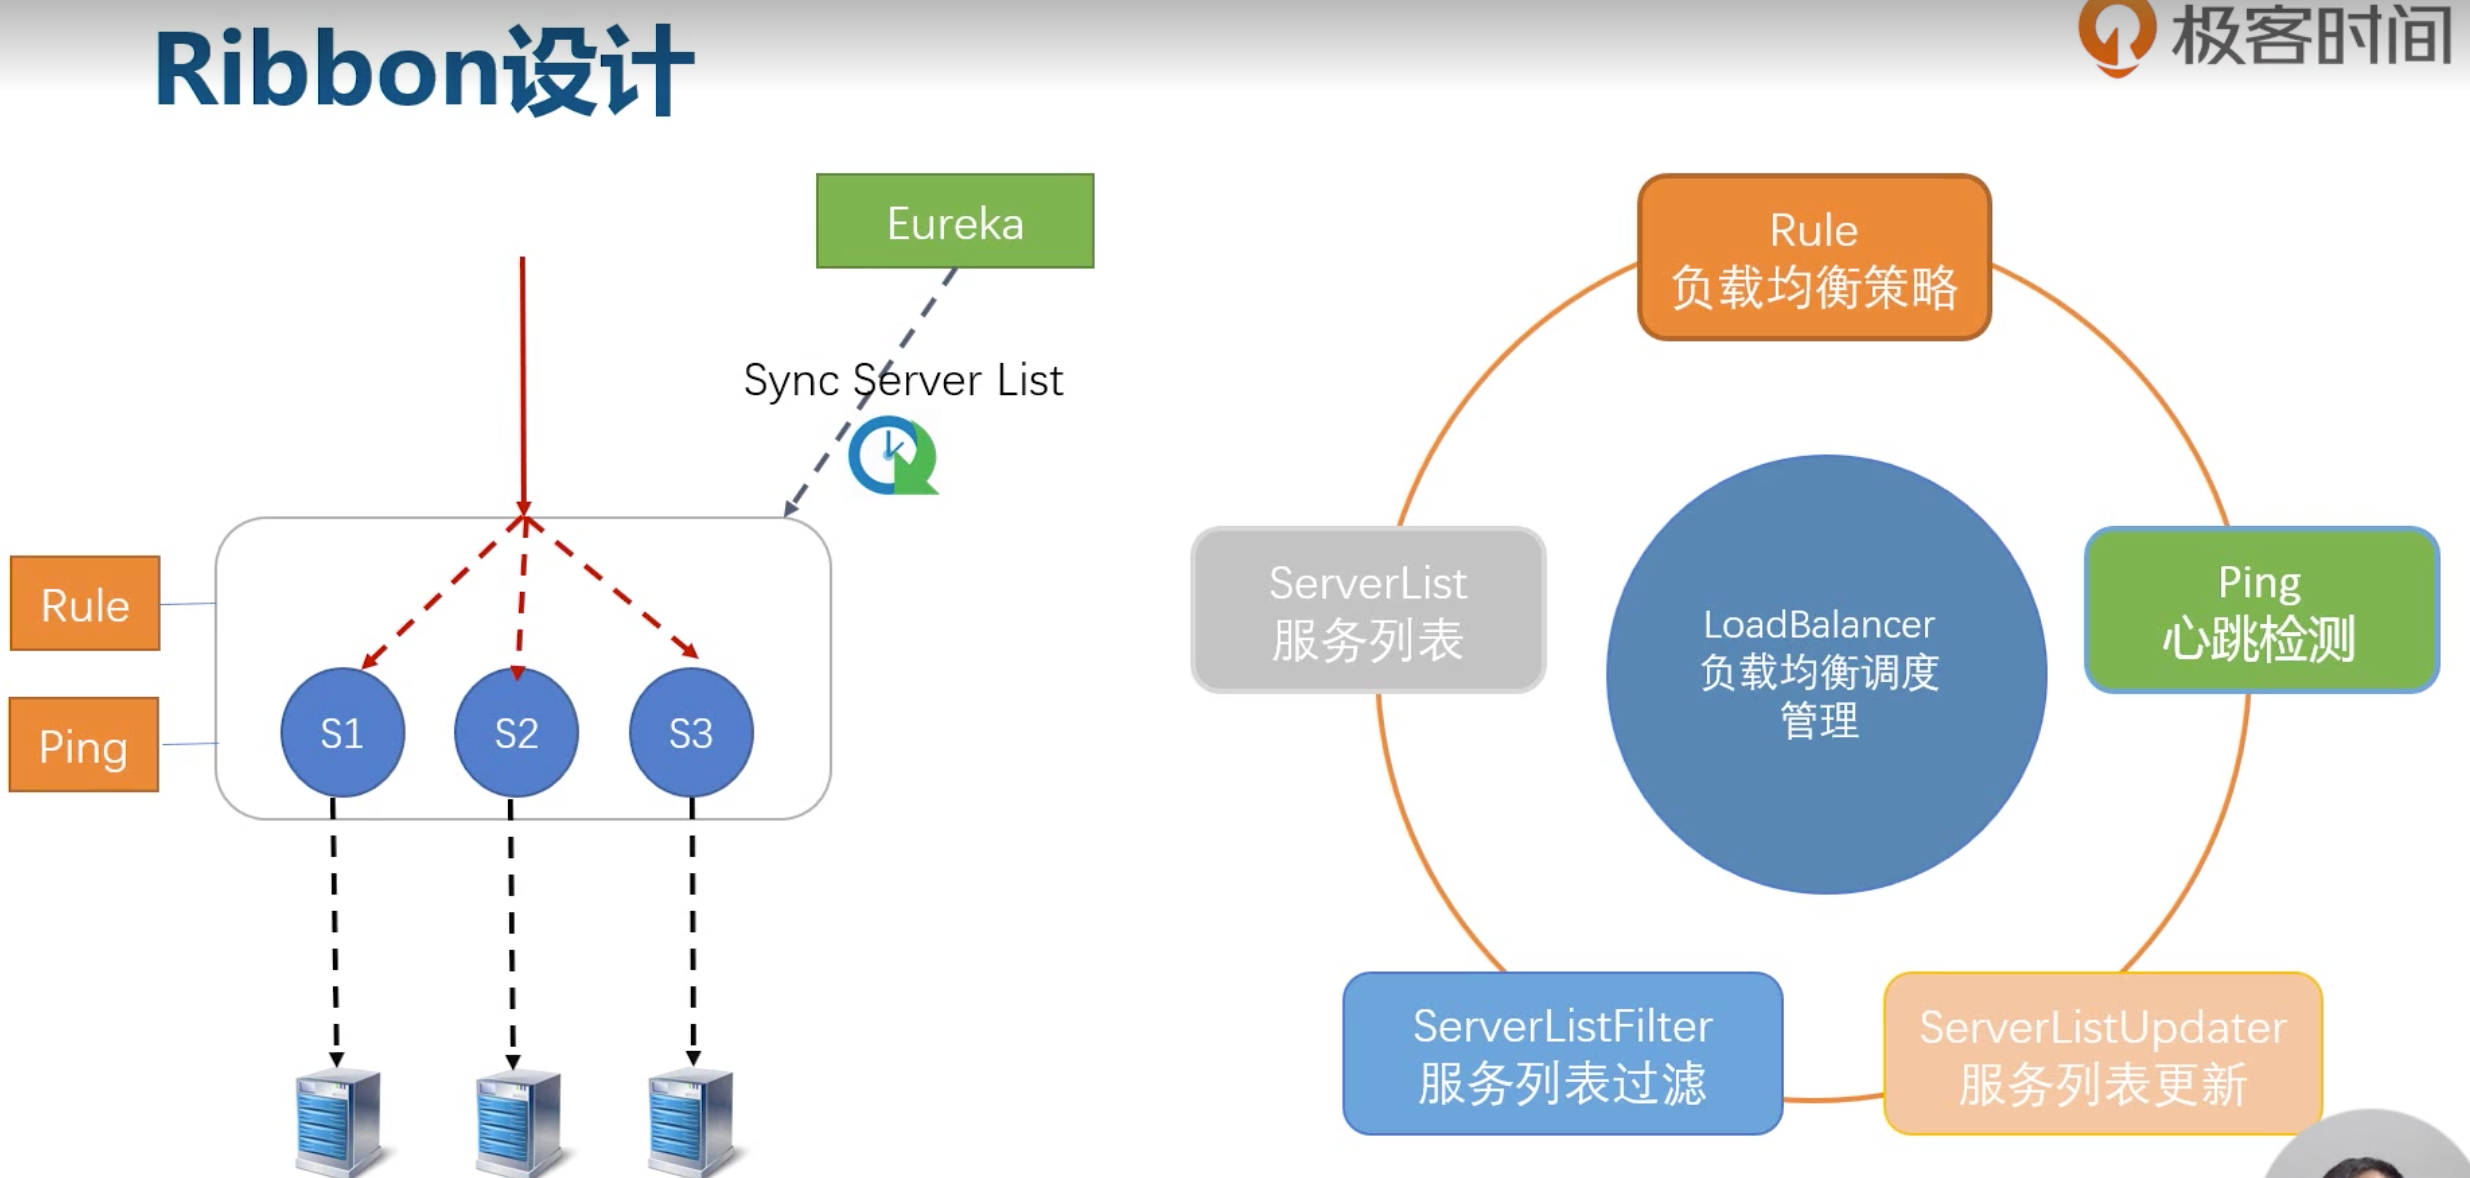 Ribbon设计
极客时间
Eureka
Sync Server List
Rule
Ping
S1
S2
S3
Rule
负载均衡策略
ServerList
服务列表
Ping
心跳检测
LoadBalancer
负载均衡调度
管理
ServerListFilter
服务列表过滤
ServerListUpdater
服务列表更新